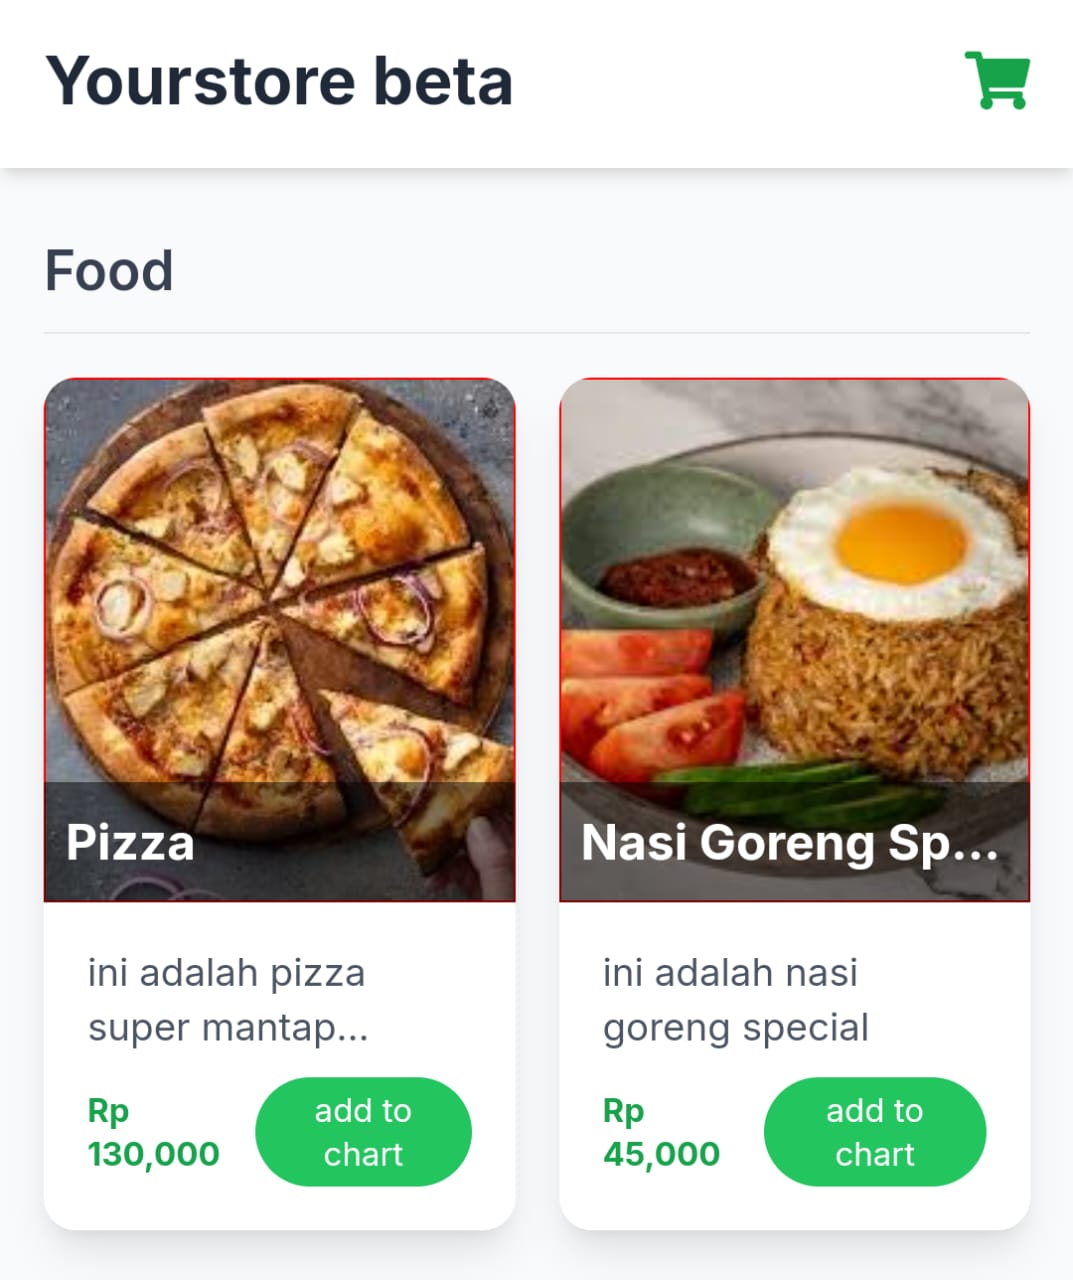 Yourstore beta
Food
Pizza
Nasi Goreng Sp...
ini adalah pizza
super mantap...
ini adalah nasi
goreng special
Rp
130,000
add to
chart
Rp
45,000
add to
chart